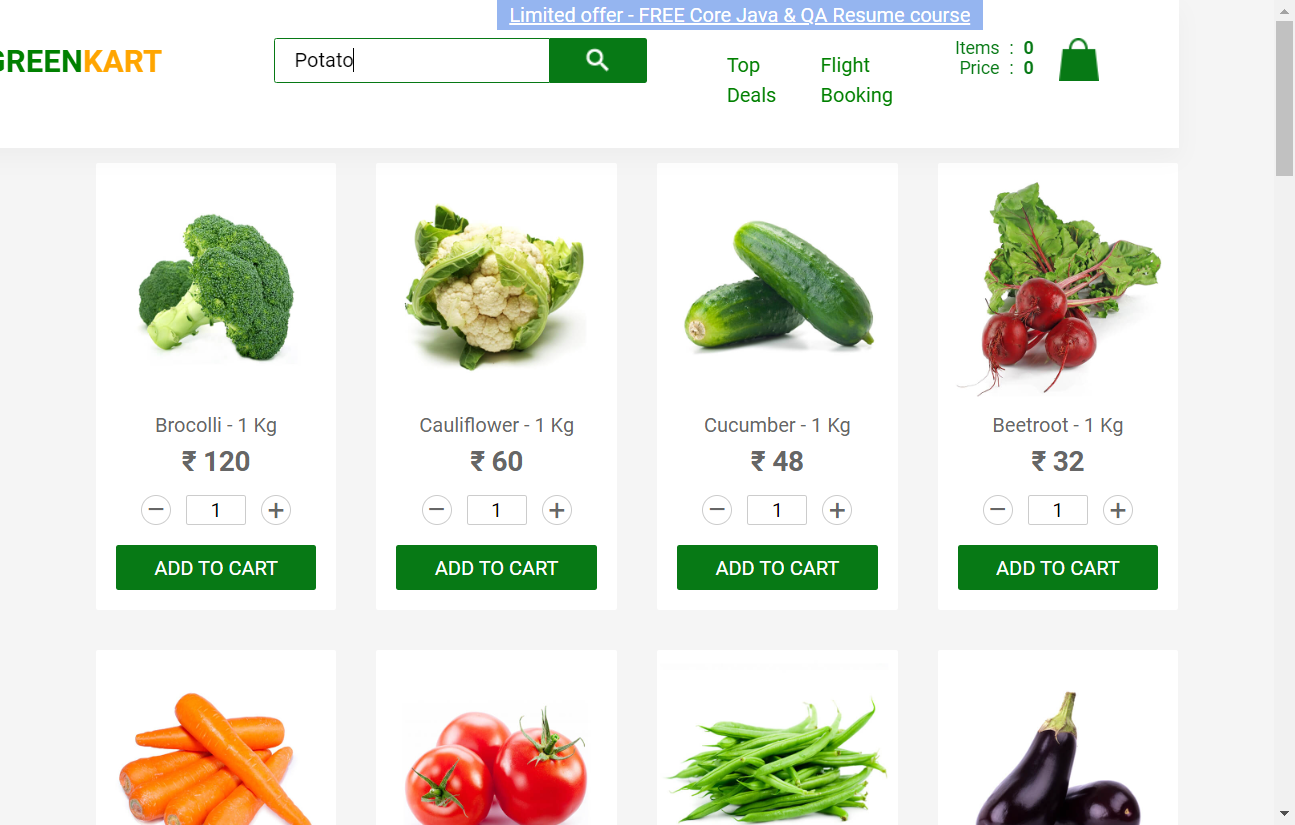 Limited offer - FREE Core Java & QA Resume course
GREENKART
Potato
Top Deals
Flight Booking
Items : 0
Price : 0
Brocolli - 1 Kg
₹ 120
− 1 +
ADD TO CART
Cauliflower - 1 Kg
₹ 60
− 1 +
ADD TO CART
Cucumber - 1 Kg
₹ 48
− 1 +
ADD TO CART
Beetroot - 1 Kg
₹ 32
− 1 +
ADD TO CART